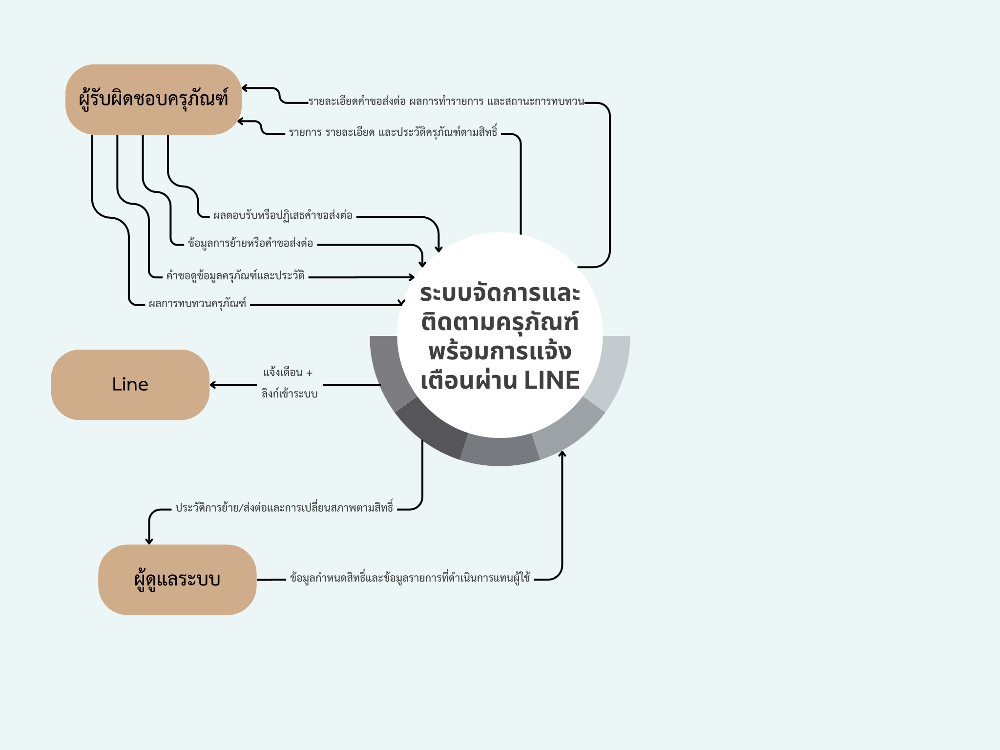 ผู้รับผิดชอบครุภัณฑ์
รายละเอียดคำขอส่งต่อ ผลการทำรายการ และสถานะการทบทวน
รายการ รายละเอียด และประวัติครุภัณฑ์ตามสิทธิ์
ผลตอบรับหรือปฏิเสธคำขอส่งต่อ
ข้อมูลการย้ายหรือคำขอส่งต่อ
คำขอดูข้อมูลครุภัณฑ์และประวัติ
ผลการทบทวนครุภัณฑ์
ระบบจัดการและ
ติดตามครุภัณฑ์
พร้อมการแจ้ง
เตือนผ่าน LINE
Line
แจ้งเตือน +
ลิงก์เข้าระบบ
ประวัติการย้าย/ส่งต่อและการเปลี่ยนสภาพตามสิทธิ์
ผู้ดูแลระบบ
ข้อมูลกำหนดสิทธิ์และข้อมูลรายการที่ดำเนินการแทนผู้ใช้